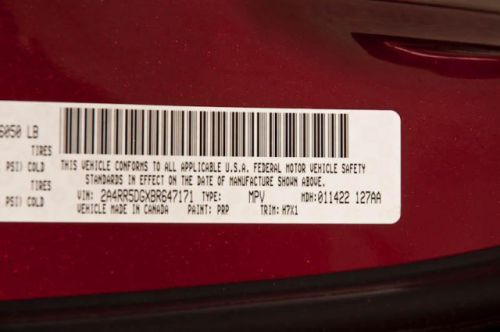 6050 LB
TIRES
PSI) COLD
TIRES
PSI) COLD
THIS VEHICLE CONFORMS TO ALL APPLICABLE U.S.A. FEDERAL MOTOR VEHICLE SAFETY
STANDARDS IN EFFECT ON THE DATE OF MANUFACTURE SHOWN ABOVE.
VIN: 2A4RR5DGXBR647171 TYPE: MPV MDH:011422 127AA
VEHICLE MADE IN CANADA PAINT: PRP TRIM: H7X1